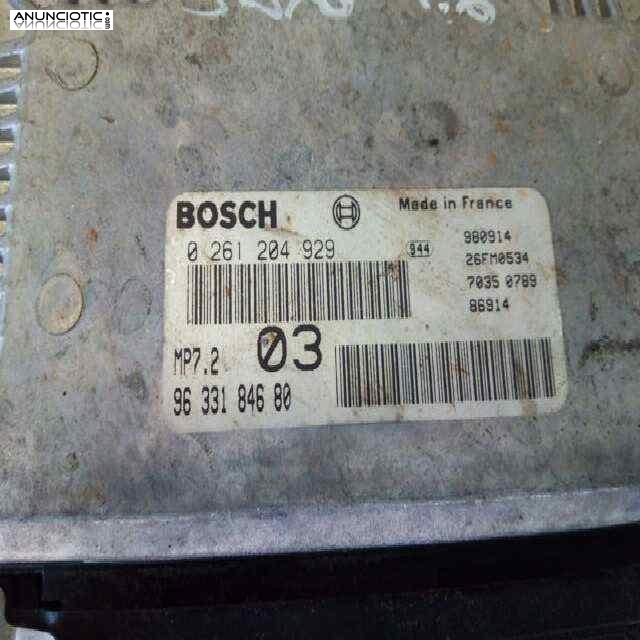 ANUNCIOTIC
BOSCH
Made in France
0 261 204 929
944
980914
26FM0534
7035 0789
86914
MP7.2
03
96 331 846 80